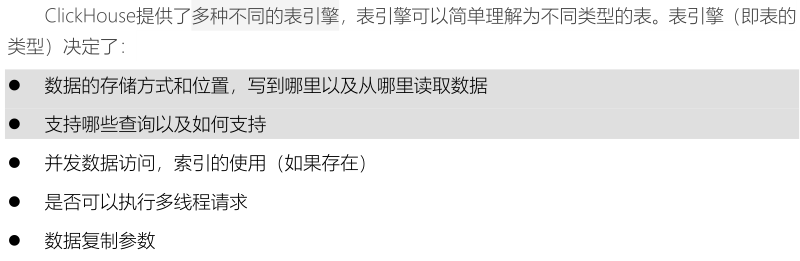 ClickHouse提供了多种不同的表引擎，表引擎可以简单理解为不同类型的表。表引擎（即表的
类型）决定了：
● 数据的存储方式和位置，写到哪里以及从哪里读取数据
● 支持哪些查询以及如何支持
● 并发数据访问，索引的使用（如果存在）
● 是否可以执行多线程请求
● 数据复制参数